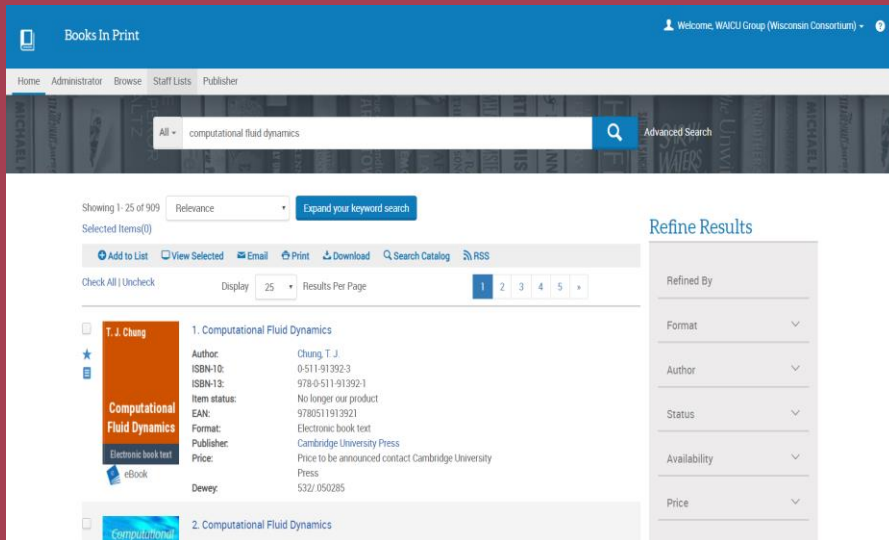 Books In Print
Welcome, WAICU Group (Wisconsin Consortium)
Home Administrator Browse Staff Lists Publisher
All computational fluid dynamics Advanced Search
Showing 1- 25 of 909 Relevance Expand your keyword search
Selected Items(0)
Refine Results
Add to List View Selected Email Print Download Search Catalog RSS
Check All | Uncheck Display 25 Results Per Page 1 2 3 4 5 »
Refined By
Format
Author
Status
Availability
Price
T. J. Chung
Computational
Fluid Dynamics
Electronic book text
eBook
1. Computational Fluid Dynamics
Author: Chung, T. J.
ISBN-10: 0-511-91392-3
ISBN-13: 978-0-511-91392-1
Item status: No longer our product
EAN: 9780511913921
Format: Electronic book text
Publisher: Cambridge University Press
Price: Price to be announced contact Cambridge University
Press
Dewey: 532/.050285
Computational
2. Computational Fluid Dynamics